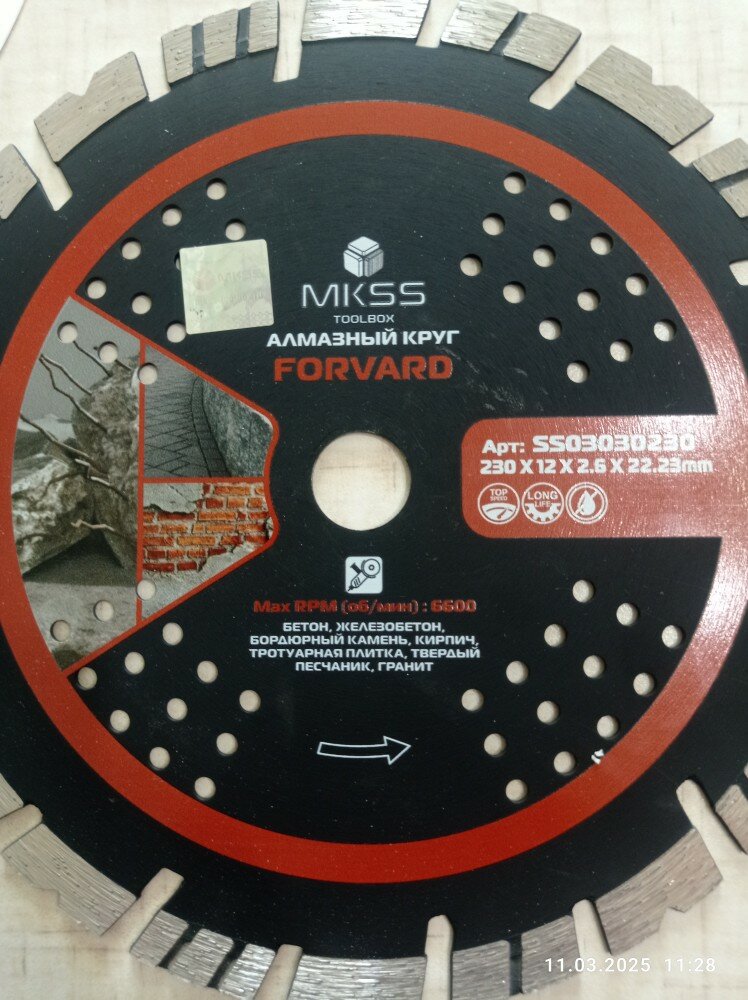 MKSS
TOOLBOX
АЛМАЗНЫЙ КРУГ
FORVARD
Арт: SS03030230
230 X 12 X 2.6 X 22.23mm
TOP
SPEED
LONG
LIFE
Max RPM (об/мин) : 6600
БЕТОН, ЖЕЛЕЗОБЕТОН,
БОРДЮРНЫЙ КАМЕНЬ, КИРПИЧ,
ТРОТУАРНАЯ ПЛИТКА, ТВЕРДЫЙ
ПЕСЧАНИК, ГРАНИТ
11.03.2025 11:28